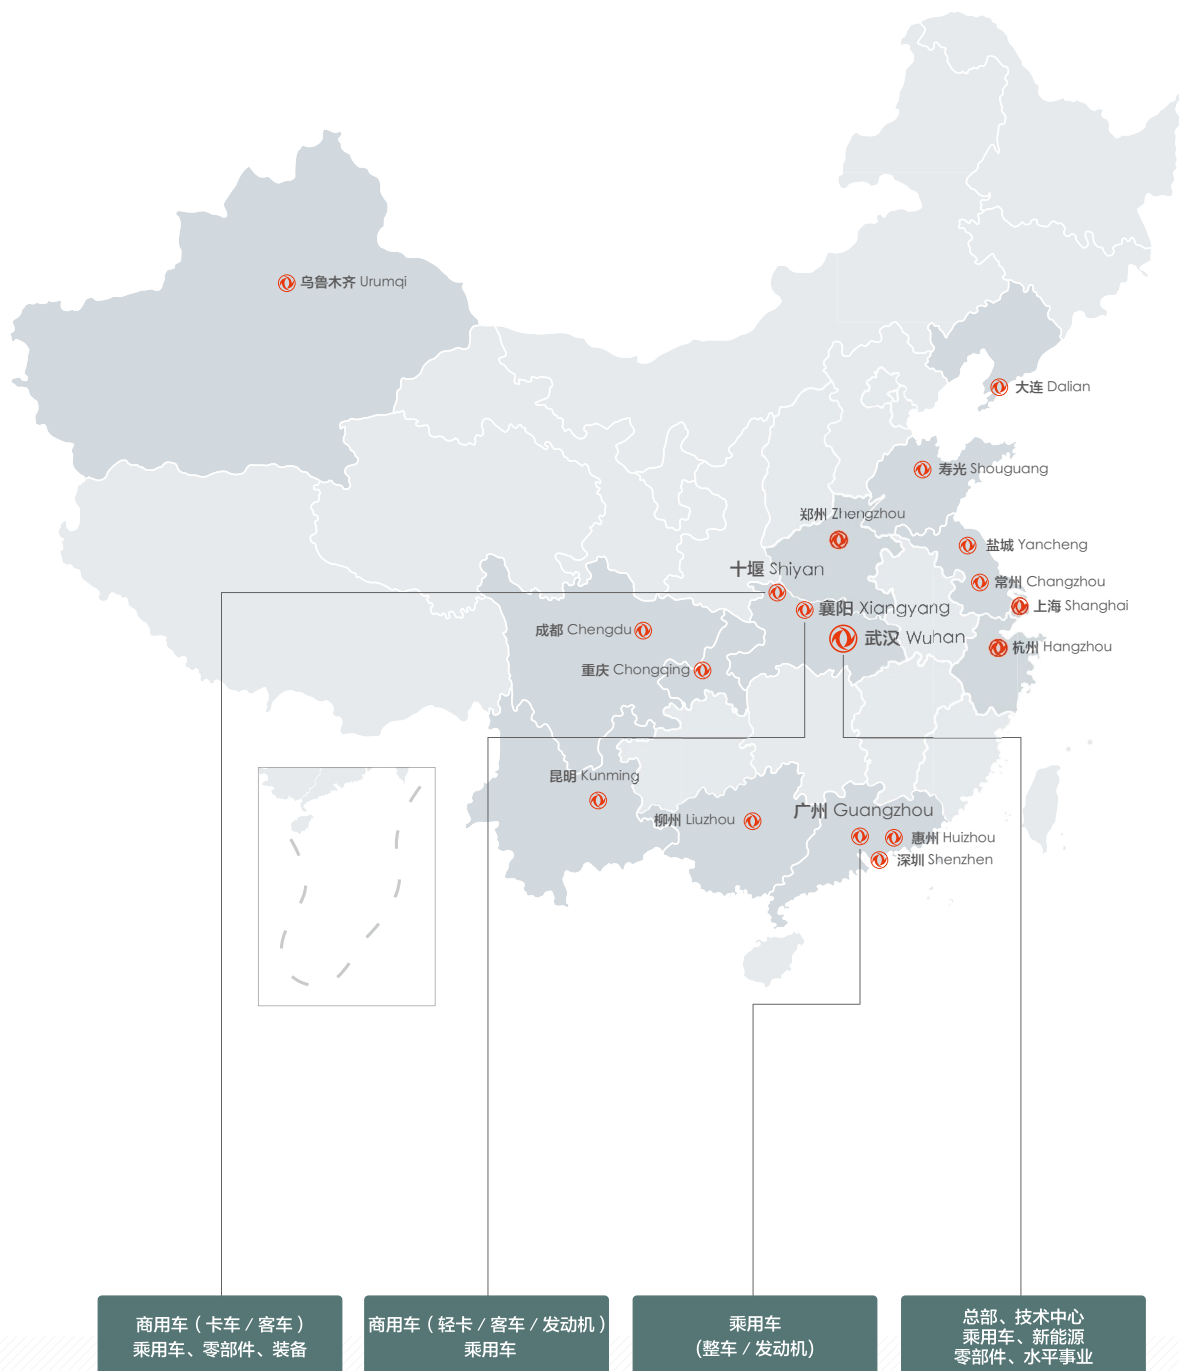 乌鲁木齐 Urumqi
大连 Dalian
寿光 Shouguang
郑州 Zhengzhou
盐城 Yancheng
十堰 Shiyan
常州 Changzhou
襄阳 Xiangyang
上海 Shanghai
成都 Chengdu
武汉 Wuhan
杭州 Hangzhou
重庆 Chongqing
昆明 Kunming
柳州 Liuzhou
广州 Guangzhou
惠州 Huizhou
深圳 Shenzhen
商用车（卡车 / 客车）
乘用车、零部件、装备
商用车（轻卡 / 客车 / 发动机）
乘用车
乘用车
(整车 / 发动机)
总部、技术中心
乘用车、新能源
零部件、水平事业